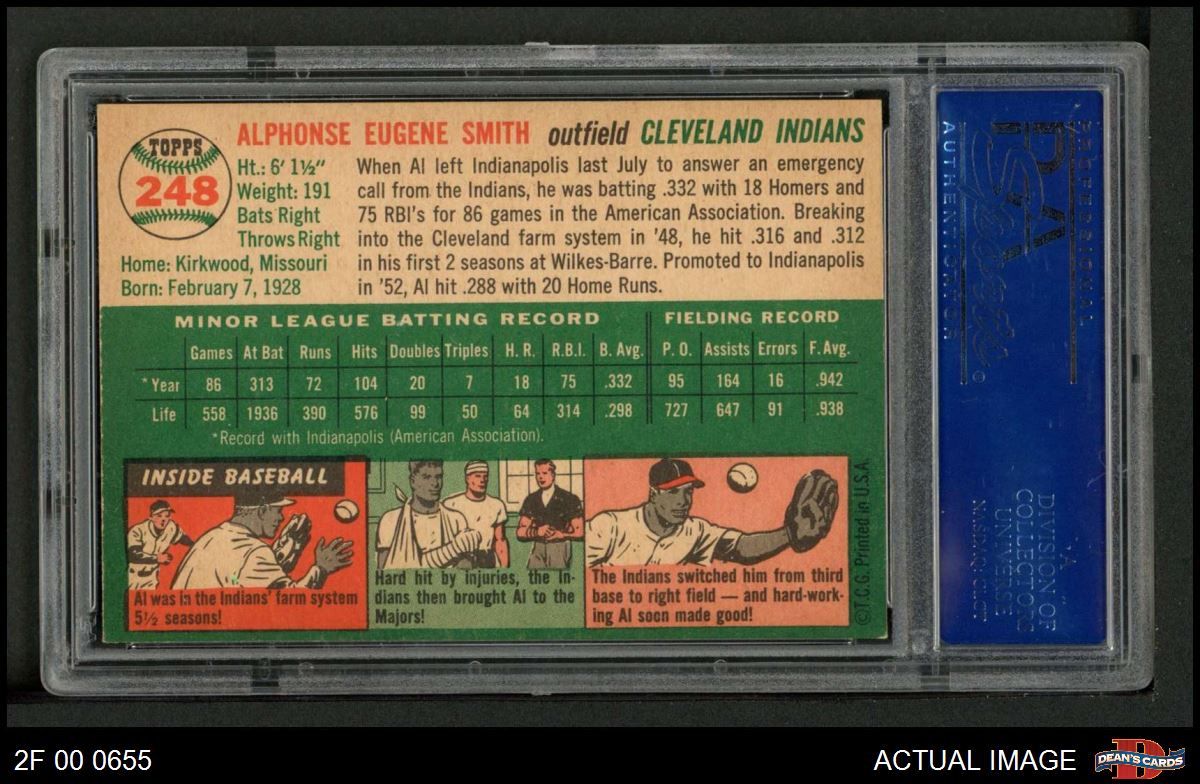 TOPPS
248
ALPHONSE EUGENE SMITH outfield CLEVELAND INDIANS
Ht.: 6' 1½"
Weight: 191
Bats Right
Throws Right
Home: Kirkwood, Missouri
Born: February 7, 1928
When Al left Indianapolis last July to answer an emergency
call from the Indians, he was batting .332 with 18 Homers and
75 RBI's for 86 games in the American Association. Breaking
into the Cleveland farm system in '48, he hit .316 and .312
in his first 2 seasons at Wilkes-Barre. Promoted to Indianapolis
in '52, Al hit .288 with 20 Home Runs.
MINOR LEAGUE BATTING RECORD FIELDING RECORD
Games At Bat Runs Hits Doubles Triples H. R. R.B.I. B. Avg. P. O. Assists Errors F. Avg.
*Year 86 313 72 104 20 7 18 75 .332 95 164 16 .942
Life 558 1936 390 576 99 50 64 314 .298 727 647 91 .938
*Record with Indianapolis (American Association).
INSIDE BASEBALL
Al was in the Indians' farm system
5½ seasons!
Hard hit by injuries, the In-
dians then brought Al to the
Majors!
The Indians switched him from third
base to right field — and hard-work-
ing Al soon made good!
©T.C.G. Printed in U.S.A.
PROFESSIONAL
PSA
Sports
AUTHENTICATOR
A
DIVISION OF
COLLECTORS
UNIVERSE
NASDAQ: CLCT
2F 00 0655
ACTUAL IMAGE
D
DEAN'S CARDS